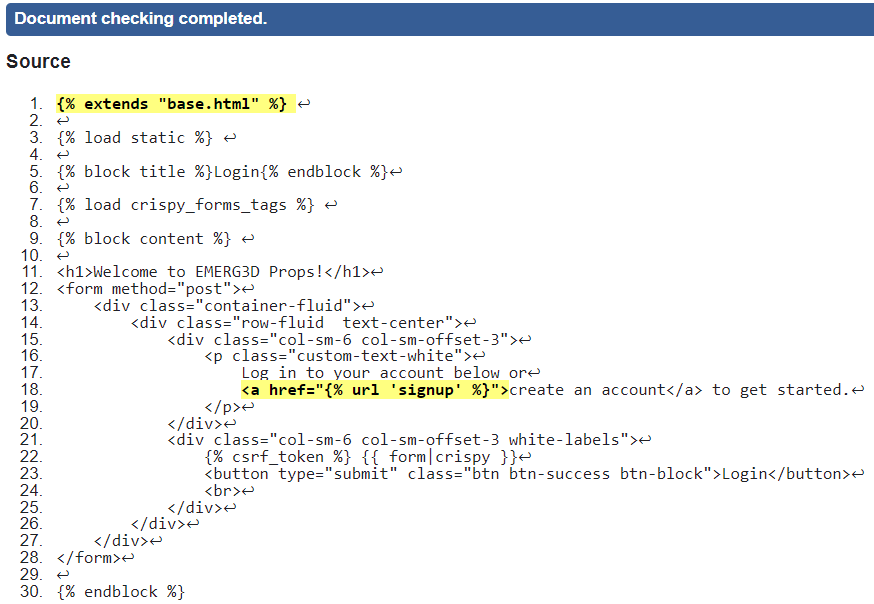 Document checking completed.
Source
1. {% extends "base.html" %} ↩
2. ↩
3. {% load static %} ↩
4. ↩
5. {% block title %}Login{% endblock %}↩
6. ↩
7. {% load crispy_forms_tags %} ↩
8. ↩
9. {% block content %} ↩
10. ↩
11. <h1>Welcome to EMERG3D Props!</h1>↩
12. <form method="post">↩
13.     <div class="container-fluid">↩
14.         <div class="row-fluid  text-center">↩
15.             <div class="col-sm-6 col-sm-offset-3">↩
16.                 <p class="custom-text-white">↩
17.                     Log in to your account below or↩
18.                     <a href="{% url 'signup' %}">create an account</a> to get started.↩
19.                 </p>↩
20.             </div>↩
21.             <div class="col-sm-6 col-sm-offset-3 white-labels">↩
22.                 {% csrf_token %} {{ form|crispy }}↩
23.                 <button type="submit" class="btn btn-success btn-block">Login</button>↩
24.                 <br>↩
25.             </div>↩
26.         </div>↩
27.     </div>↩
28. </form>↩
29. ↩
30. {% endblock %}